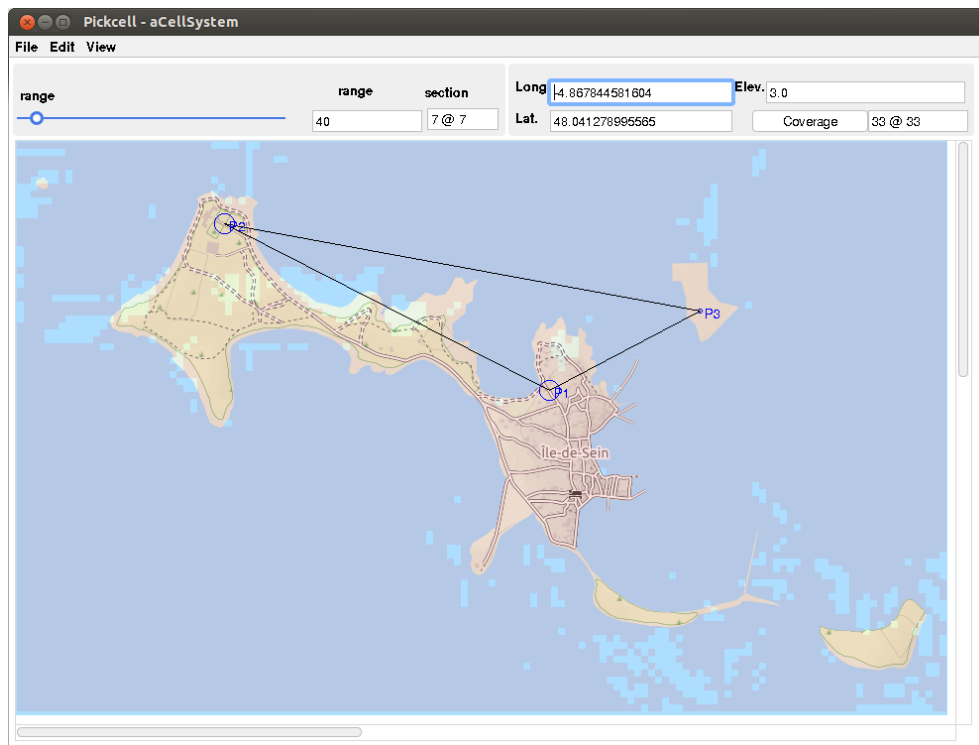 Pickcell - aCellSystem
File Edit View
range
range
section
40
7 @ 7
Long
-4.867844581604
Elev.
3.0
Lat.
48.041278995565
Coverage
33 @ 33
P2
P3
P1
Île-de-Sein